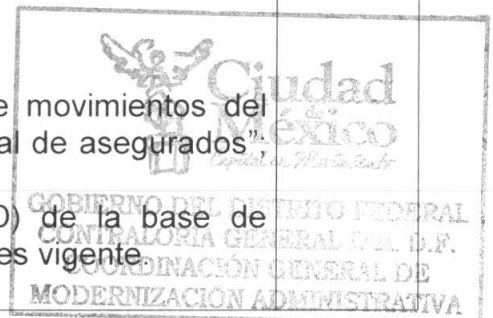 e movimientos del
al de asegurados";
O) de la base de
es vigente.
Ciudad
de
México
Capital en Movimiento
GOBIERNO DEL DISTRITO FEDERAL
CONTRALORÍA GENERAL DEL D.F.
COORDINACIÓN GENERAL DE
MODERNIZACIÓN ADMINISTRATIVA